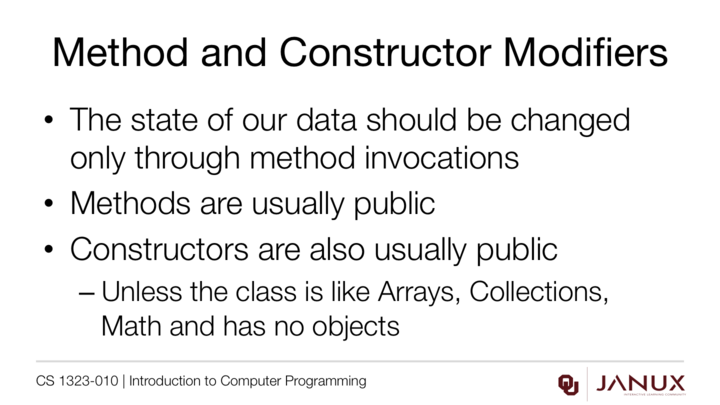 Method and Constructor Modifiers
• The state of our data should be changed
only through method invocations
• Methods are usually public
• Constructors are also usually public
– Unless the class is like Arrays, Collections,
Math and has no objects
CS 1323-010 | Introduction to Computer Programming
JANUX
INTERACTIVE LEARNING COMMUNITY